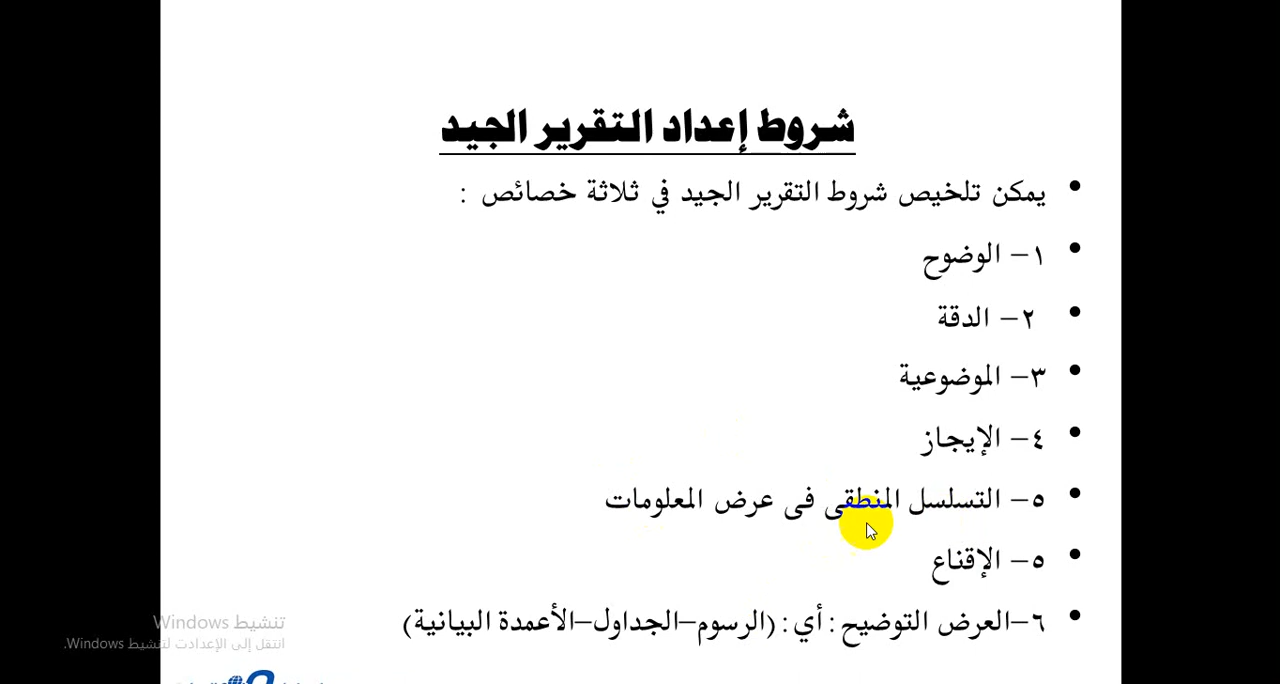 شروط إعداد التقرير الجيد
• يمكن تلخيص شروط التقرير الجيد في ثلاثة خصائص :
• ١– الوضوح
• ٢– الدقة
• ٣– الموضوعية
• ٤– الإيجاز
• ٥– التسلسل المنطقى فى عرض المعلومات
• ٥– الإقناع
• ٦–العرض التوضيح: أي: (الرسوم–الجداول–الأعمدة البيانية)
تنشيط Windows
انتقل إلى الإعدادت لتنشيط Windows.